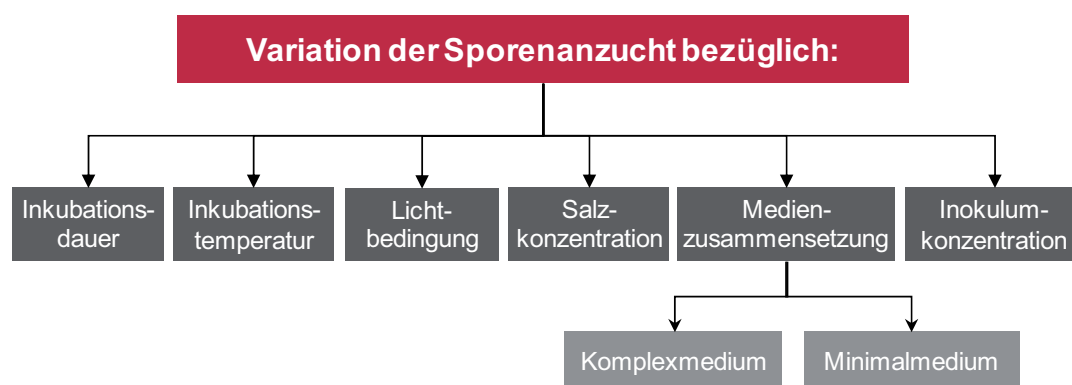 Variation der Sporenanzucht bezüglich:
Inkubations-
dauer
Inkubations-
temperatur
Licht-
bedingung
Salz-
konzentration
Medien-
zusammensetzung
Inokulum-
konzentration
Komplexmedium
Minimalmedium